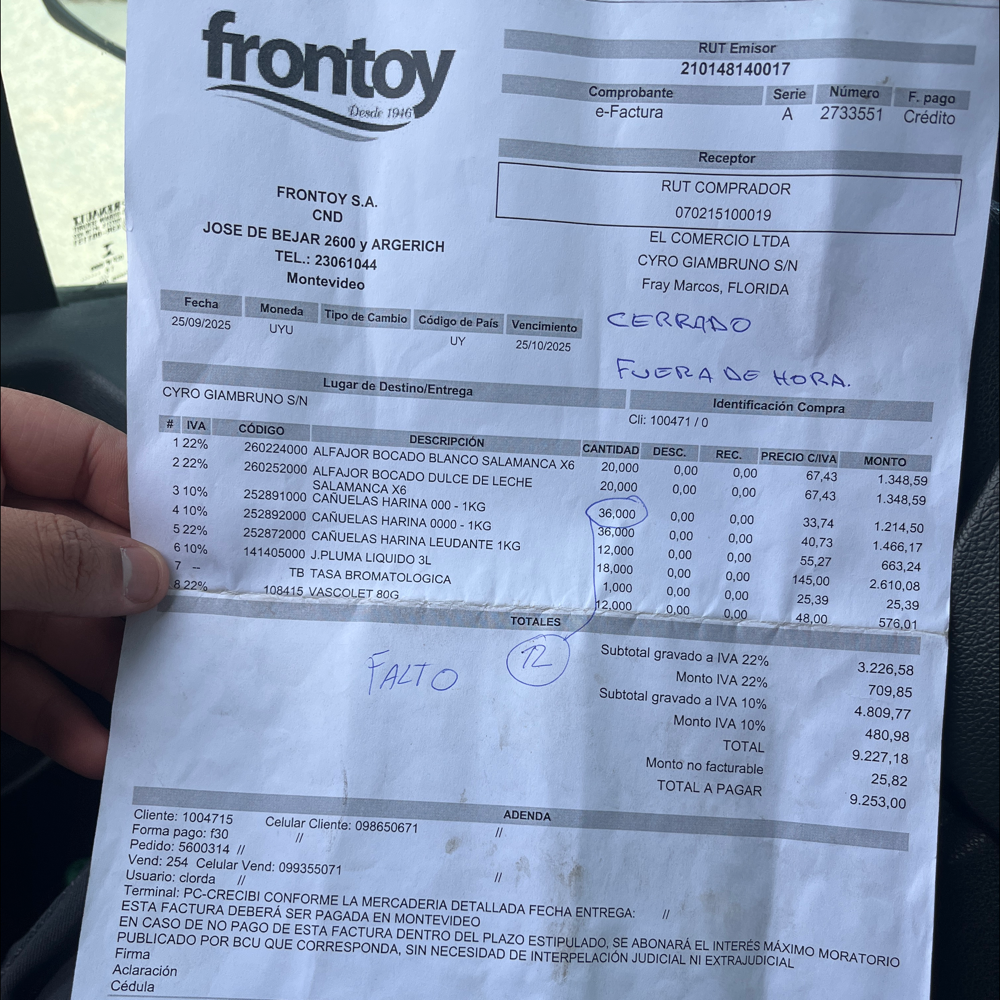 frontoy
Desde 1946
RUT Emisor
210148140017
Comprobante Serie Número F. pago
e-Factura A 2733551 Crédito
Receptor
RUT COMPRADOR
070215100019
EL COMERCIO LTDA
CYRO GIAMBRUNO S/N
Fray Marcos, FLORIDA
FRONTOY S.A.
CND
JOSE DE BEJAR 2600 y ARGERICH
TEL.: 23061044
Montevideo
Fecha Moneda Tipo de Cambio Código de País Vencimiento
25/09/2025 UYU UY 25/10/2025
CERRADO
FUERA DE HORA.
Lugar de Destino/Entrega
CYRO GIAMBRUNO S/N
Identificación Compra
Cli: 100471 / 0
# IVA CÓDIGO DESCRIPCIÓN CANTIDAD DESC. REC. PRECIO C/IVA MONTO
1 22% 260224000 ALFAJOR BOCADO BLANCO SALAMANCA X6 20,000 0,00 0,00 67,43 1.348,59
2 22% 260252000 ALFAJOR BOCADO DULCE DE LECHE SALAMANCA X6 20,000 0,00 0,00 67,43 1.348,59
3 10% 252891000 CAÑUELAS HARINA 000 - 1KG 36,000 0,00 0,00 33,74 1.214,50
4 10% 252892000 CAÑUELAS HARINA 0000 - 1KG 36,000 0,00 0,00 40,73 1.466,17
5 22% 252872000 CAÑUELAS HARINA LEUDANTE 1KG 12,000 0,00 0,00 55,27 663,24
6 10% 141405000 J.PLUMA LIQUIDO 3L 18,000 0,00 0,00 145,00 2.610,08
7 -- TB TASA BROMATOLOGICA 1,000 0,00 0,00 25,39 25,39
8 22% 108415 VASCOLET 80G 12,000 0,00 0,00 48,00 576,01
TOTALES
FALTO 12
Subtotal gravado a IVA 22% 3.226,58
Monto IVA 22% 709,85
Subtotal gravado a IVA 10% 4.809,77
Monto IVA 10% 480,98
TOTAL 9.227,18
Monto no facturable 25,82
TOTAL A PAGAR 9.253,00
ADENDA
Cliente: 1004715 Celular Cliente: 098650671 //
Forma pago: f30 //
Pedido: 5600314 //
Vend: 254 Celular Vend: 099355071
Usuario: clorda // //
Terminal: PC-CRECIBI CONFORME LA MERCADERIA DETALLADA FECHA ENTREGA: //
ESTA FACTURA DEBERÁ SER PAGADA EN MONTEVIDEO
EN CASO DE NO PAGO DE ESTA FACTURA DENTRO DEL PLAZO ESTIPULADO, SE ABONARÁ EL INTERÉS MÁXIMO MORATORIO
PUBLICADO POR BCU QUE CORRESPONDA, SIN NECESIDAD DE INTERPELACIÓN JUDICIAL NI EXTRAJUDICIAL
Firma
Aclaración
Cédula